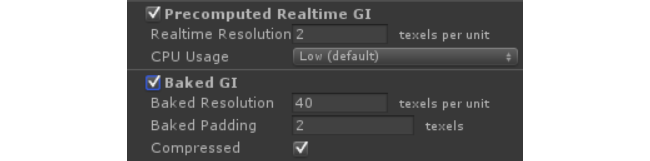 Precomputed Realtime GI
Realtime Resolution 2 texels per unit
CPU Usage Low (default)
Baked GI
Baked Resolution 40 texels per unit
Baked Padding 2 texels
Compressed